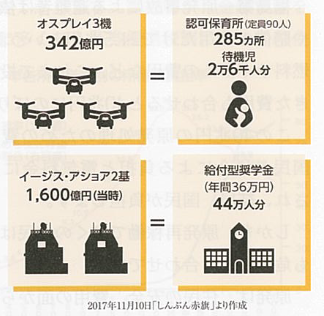 オスプレイ3機
342億円
=
認可保育所(定員90人)
285カ所
待機児
2万6千人分
イージス・アショア2基
1,600億円(当時)
=
給付型奨学金
(年間36万円)
44万人分
2017年11月10日「しんぶん赤旗」より作成